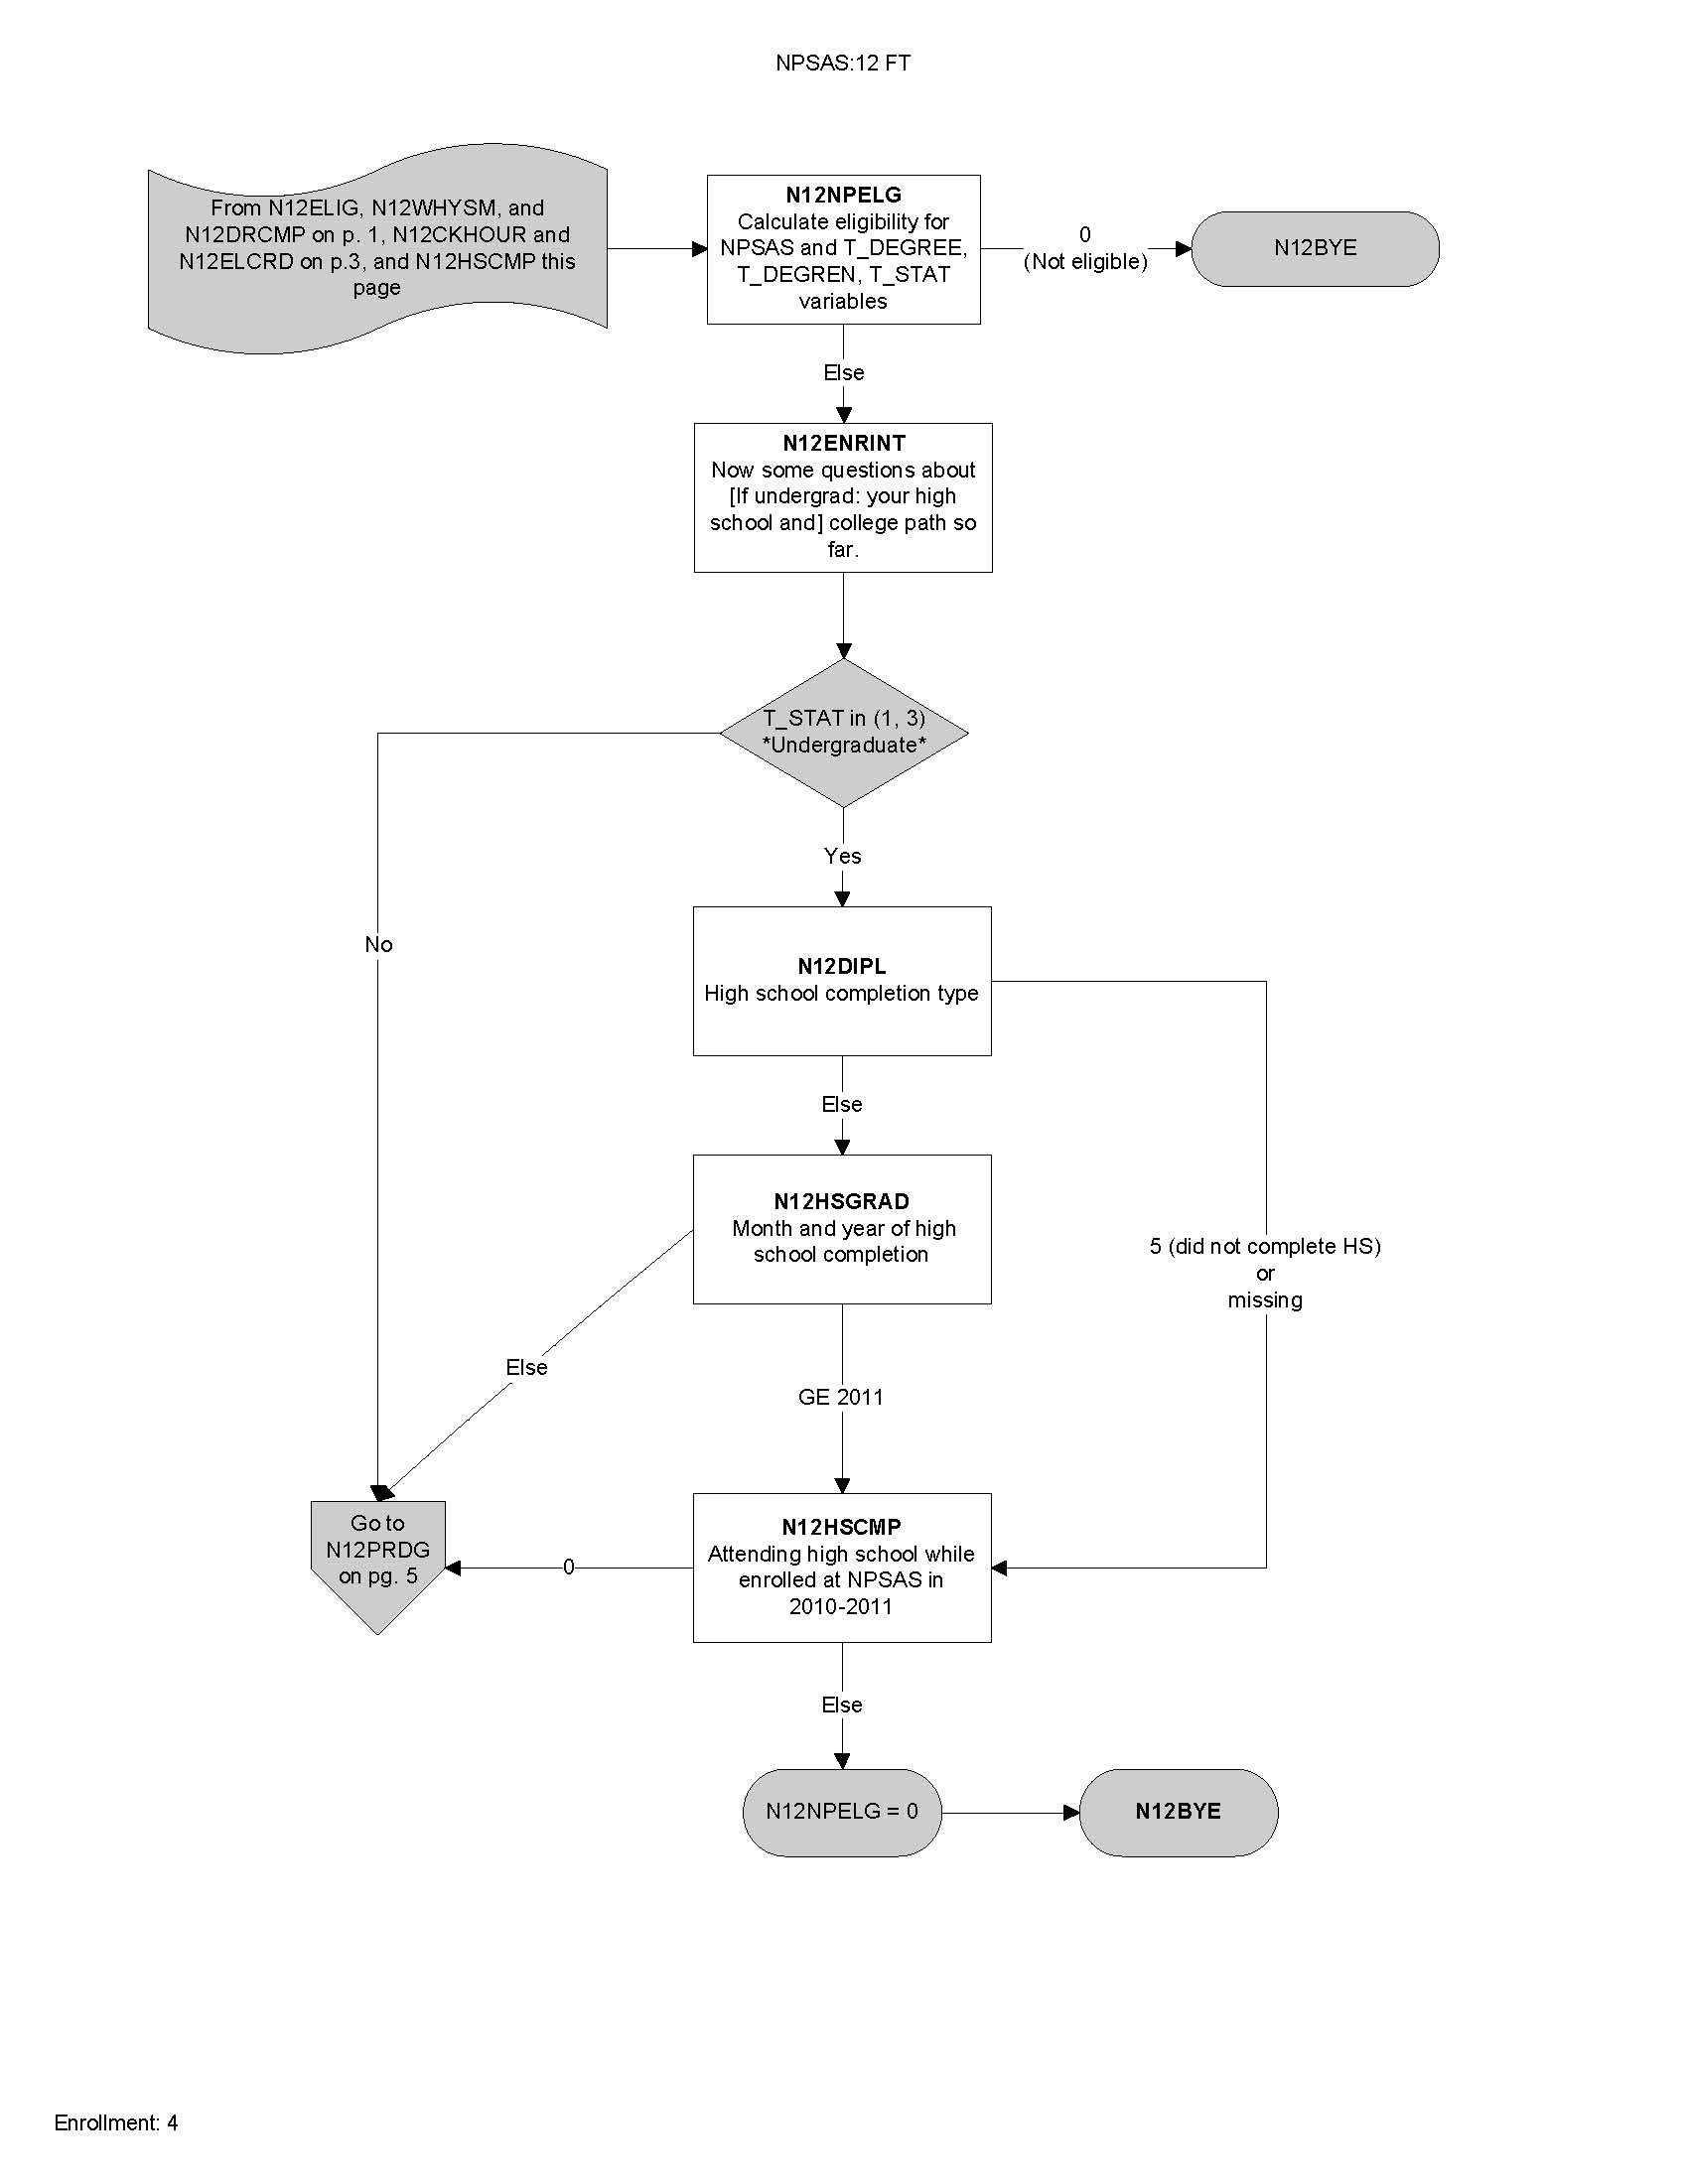 NPSAS:12 FT
From N12ELIG, N12WHYSM, and
N12DRCMP on p. 1, N12CKHOUR and
N12ELCRD on p.3, and N12HSCMP this
page
N12NPELG
Calculate eligibility for
NPSAS and T_DEGREE,
T_DEGREN, T_STAT
variables
0
(Not eligible)
N12BYE
Else
N12ENRINT
Now some questions about
[If undergrad: your high
school and] college path so
far.
T_STAT in (1, 3)
*Undergraduate*
Yes
No
N12DIPL
High school completion type
Else
N12HSGRAD
Month and year of high
school completion
5 (did not complete HS)
or
missing
Else
GE 2011
Go to
N12PRDG
on pg. 5
0
N12HSCMP
Attending high school while
enrolled at NPSAS in
2010-2011
Else
N12NPELG = 0
N12BYE
Enrollment: 4